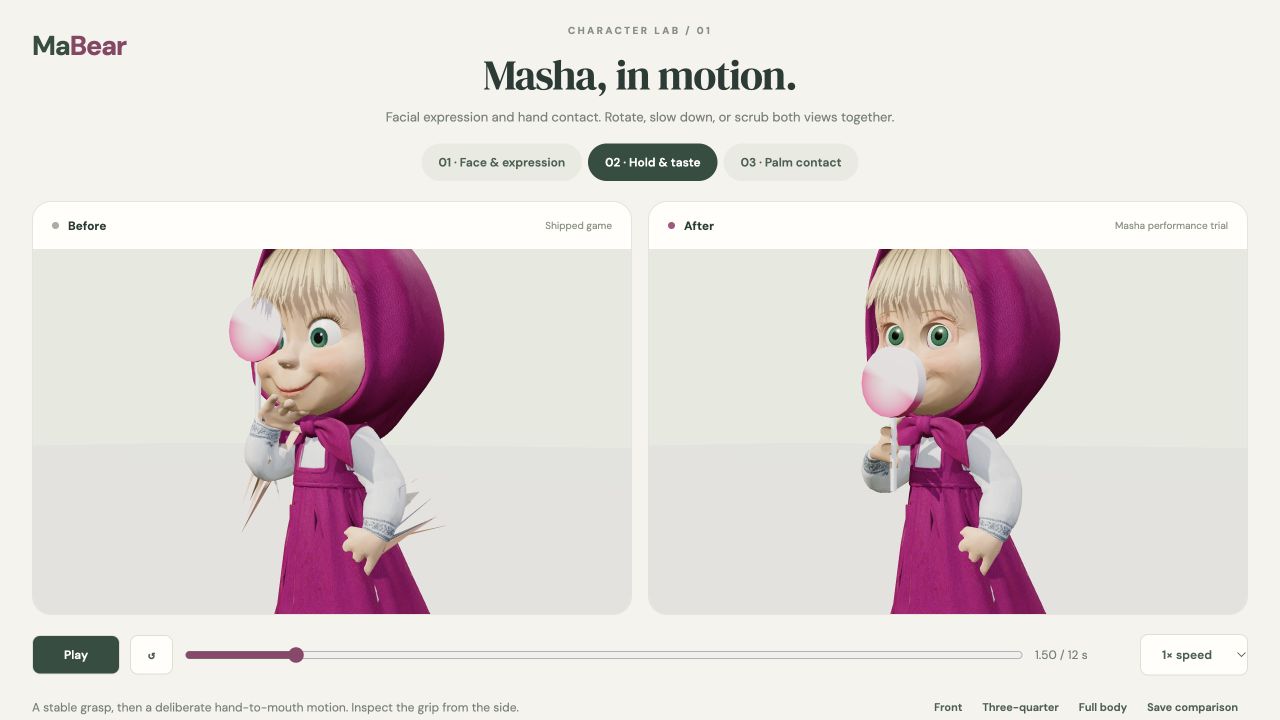 MaBear
CHARACTER LAB / 01
Masha, in motion.
Facial expression and hand contact. Rotate, slow down, or scrub both views together.
01 · Face & expression
02 · Hold & taste
03 · Palm contact
Before
Shipped game
After
Masha performance trial
Play
↺
1.50 / 12 s
1× speed
A stable grasp, then a deliberate hand-to-mouth motion. Inspect the grip from the side.
Front
Three-quarter
Full body
Save comparison